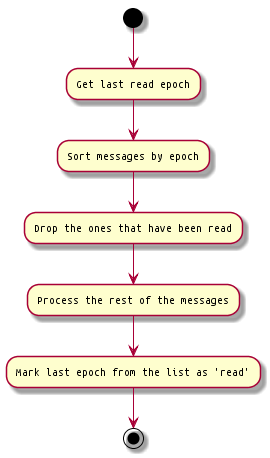 Get last read epoch
Sort messages by epoch
Drop the ones that have been read
Process the rest of the messages
Mark last epoch from the list as 'read'